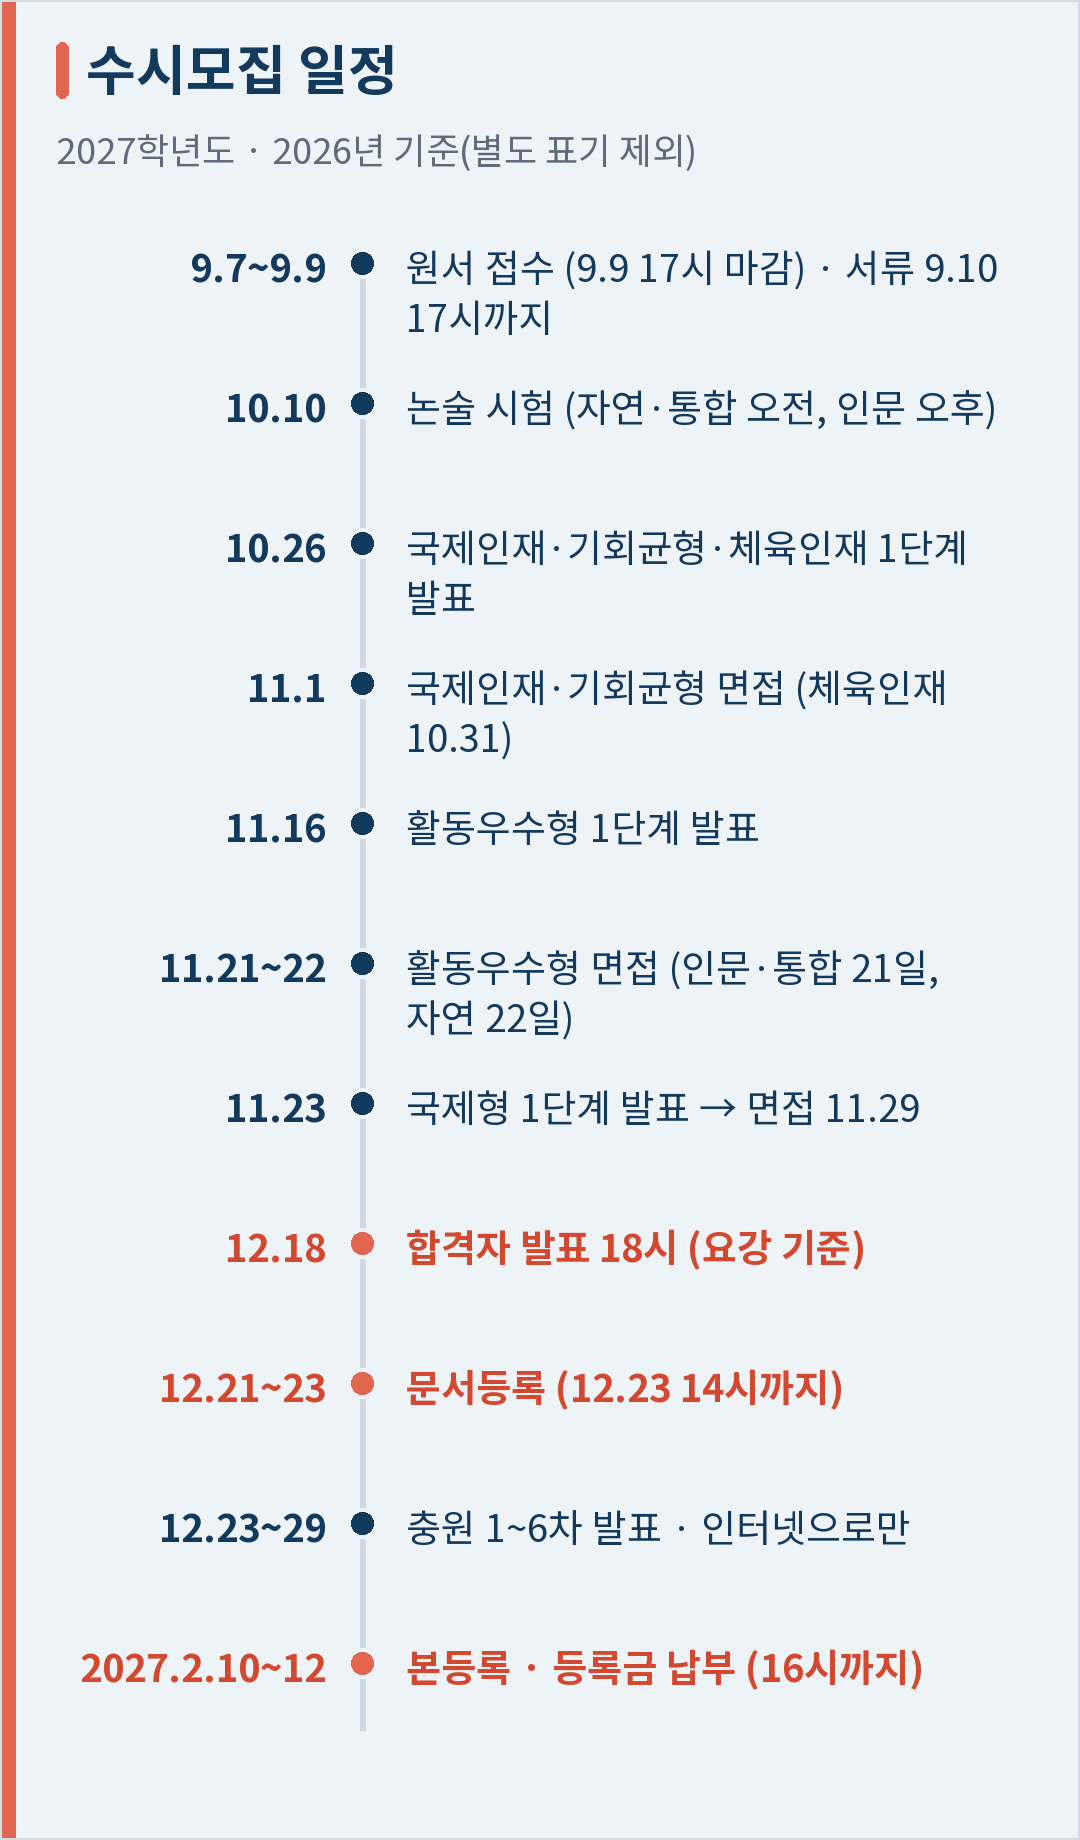 수시모집 일정
2027학년도 · 2026년 기준(별도 표기 제외)
9.7~9.9 원서 접수 (9.9 17시 마감) · 서류 9.10
17시까지
10.10 논술 시험 (자연·통합 오전, 인문 오후)
10.26 국제인재·기회균형·체육인재 1단계
발표
11.1 국제인재·기회균형 면접 (체육인재
10.31)
11.16 활동우수형 1단계 발표
11.21~22 활동우수형 면접 (인문·통합 21일,
자연 22일)
11.23 국제형 1단계 발표 → 면접 11.29
12.18 합격자 발표 18시 (요강 기준)
12.21~23 문서등록 (12.23 14시까지)
12.23~29 충원 1~6차 발표 · 인터넷으로만
2027.2.10~12 본등록 · 등록금 납부 (16시까지)